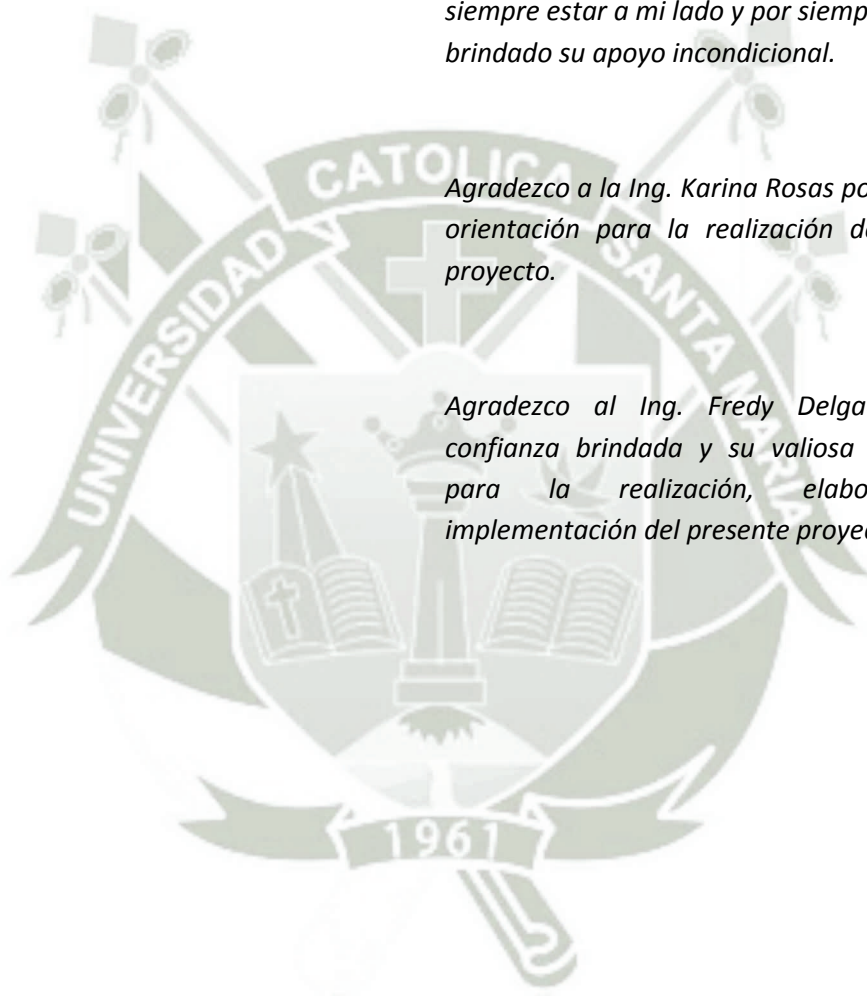 siempre estar a mi lado y por siemp
brindado su apoyo incondicional.
Agradezco a la Ing. Karina Rosas po
orientación para la realización d
proyecto.
Agradezco al Ing. Fredy Delga
confianza brindada y su valiosa
para la realización, elabo
implementación del presente proye
UNIVERSIDAD CATOLICA SANTA MARIA
1961